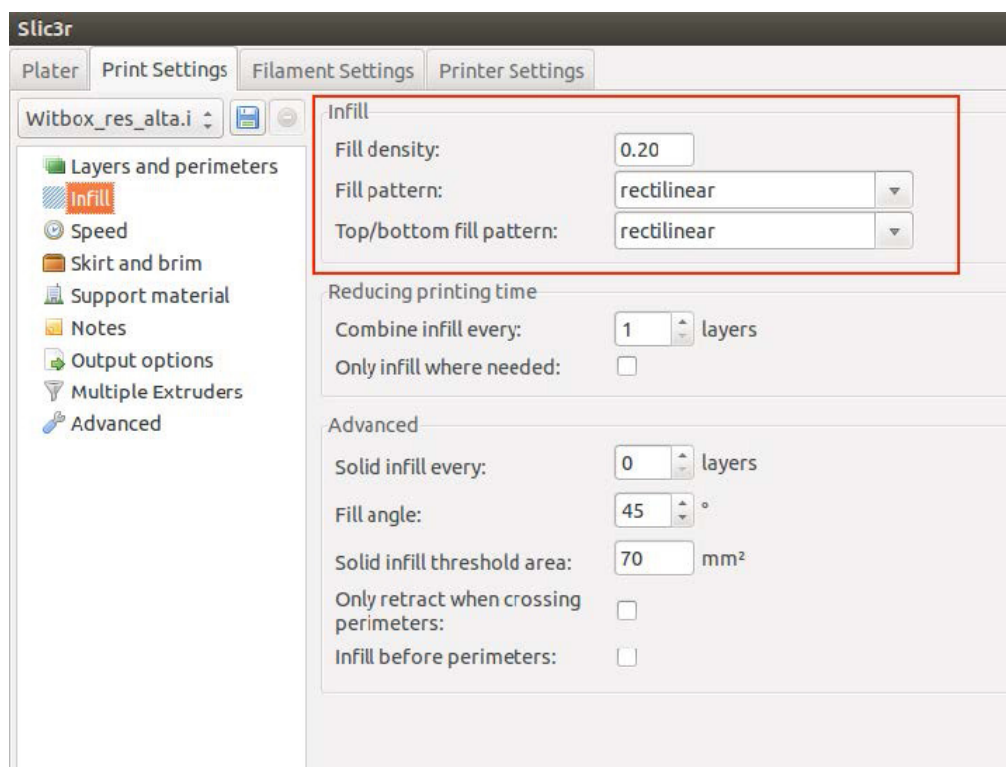 Slic3r
Plater Print Settings Filament Settings Printer Settings
Witbox_res_alta.i
Layers and perimeters
Infill
Speed
Skirt and brim
Support material
Notes
Output options
Multiple Extruders
Advanced
Infill
Fill density: 0.20
Fill pattern: rectilinear
Top/bottom fill pattern: rectilinear
Reducing printing time
Combine infill every: 1 layers
Only infill where needed:
Advanced
Solid infill every: 0 layers
Fill angle: 45 °
Solid infill threshold area: 70 mm²
Only retract when crossing
perimeters:
Infill before perimeters: